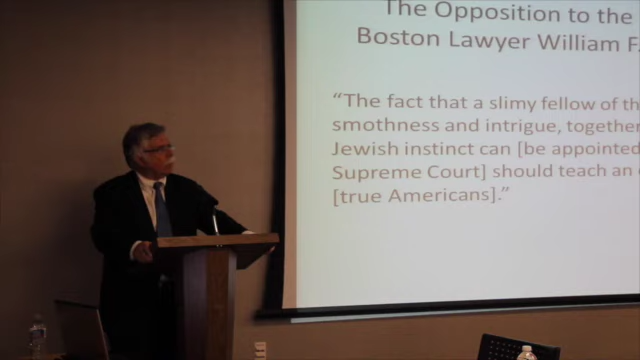 The Opposition to the
Boston Lawyer William F.
“The fact that a slimy fellow of th
smothness and intrigue, together
Jewish instinct can [be appointed
Supreme Court] should teach an
[true Americans].”